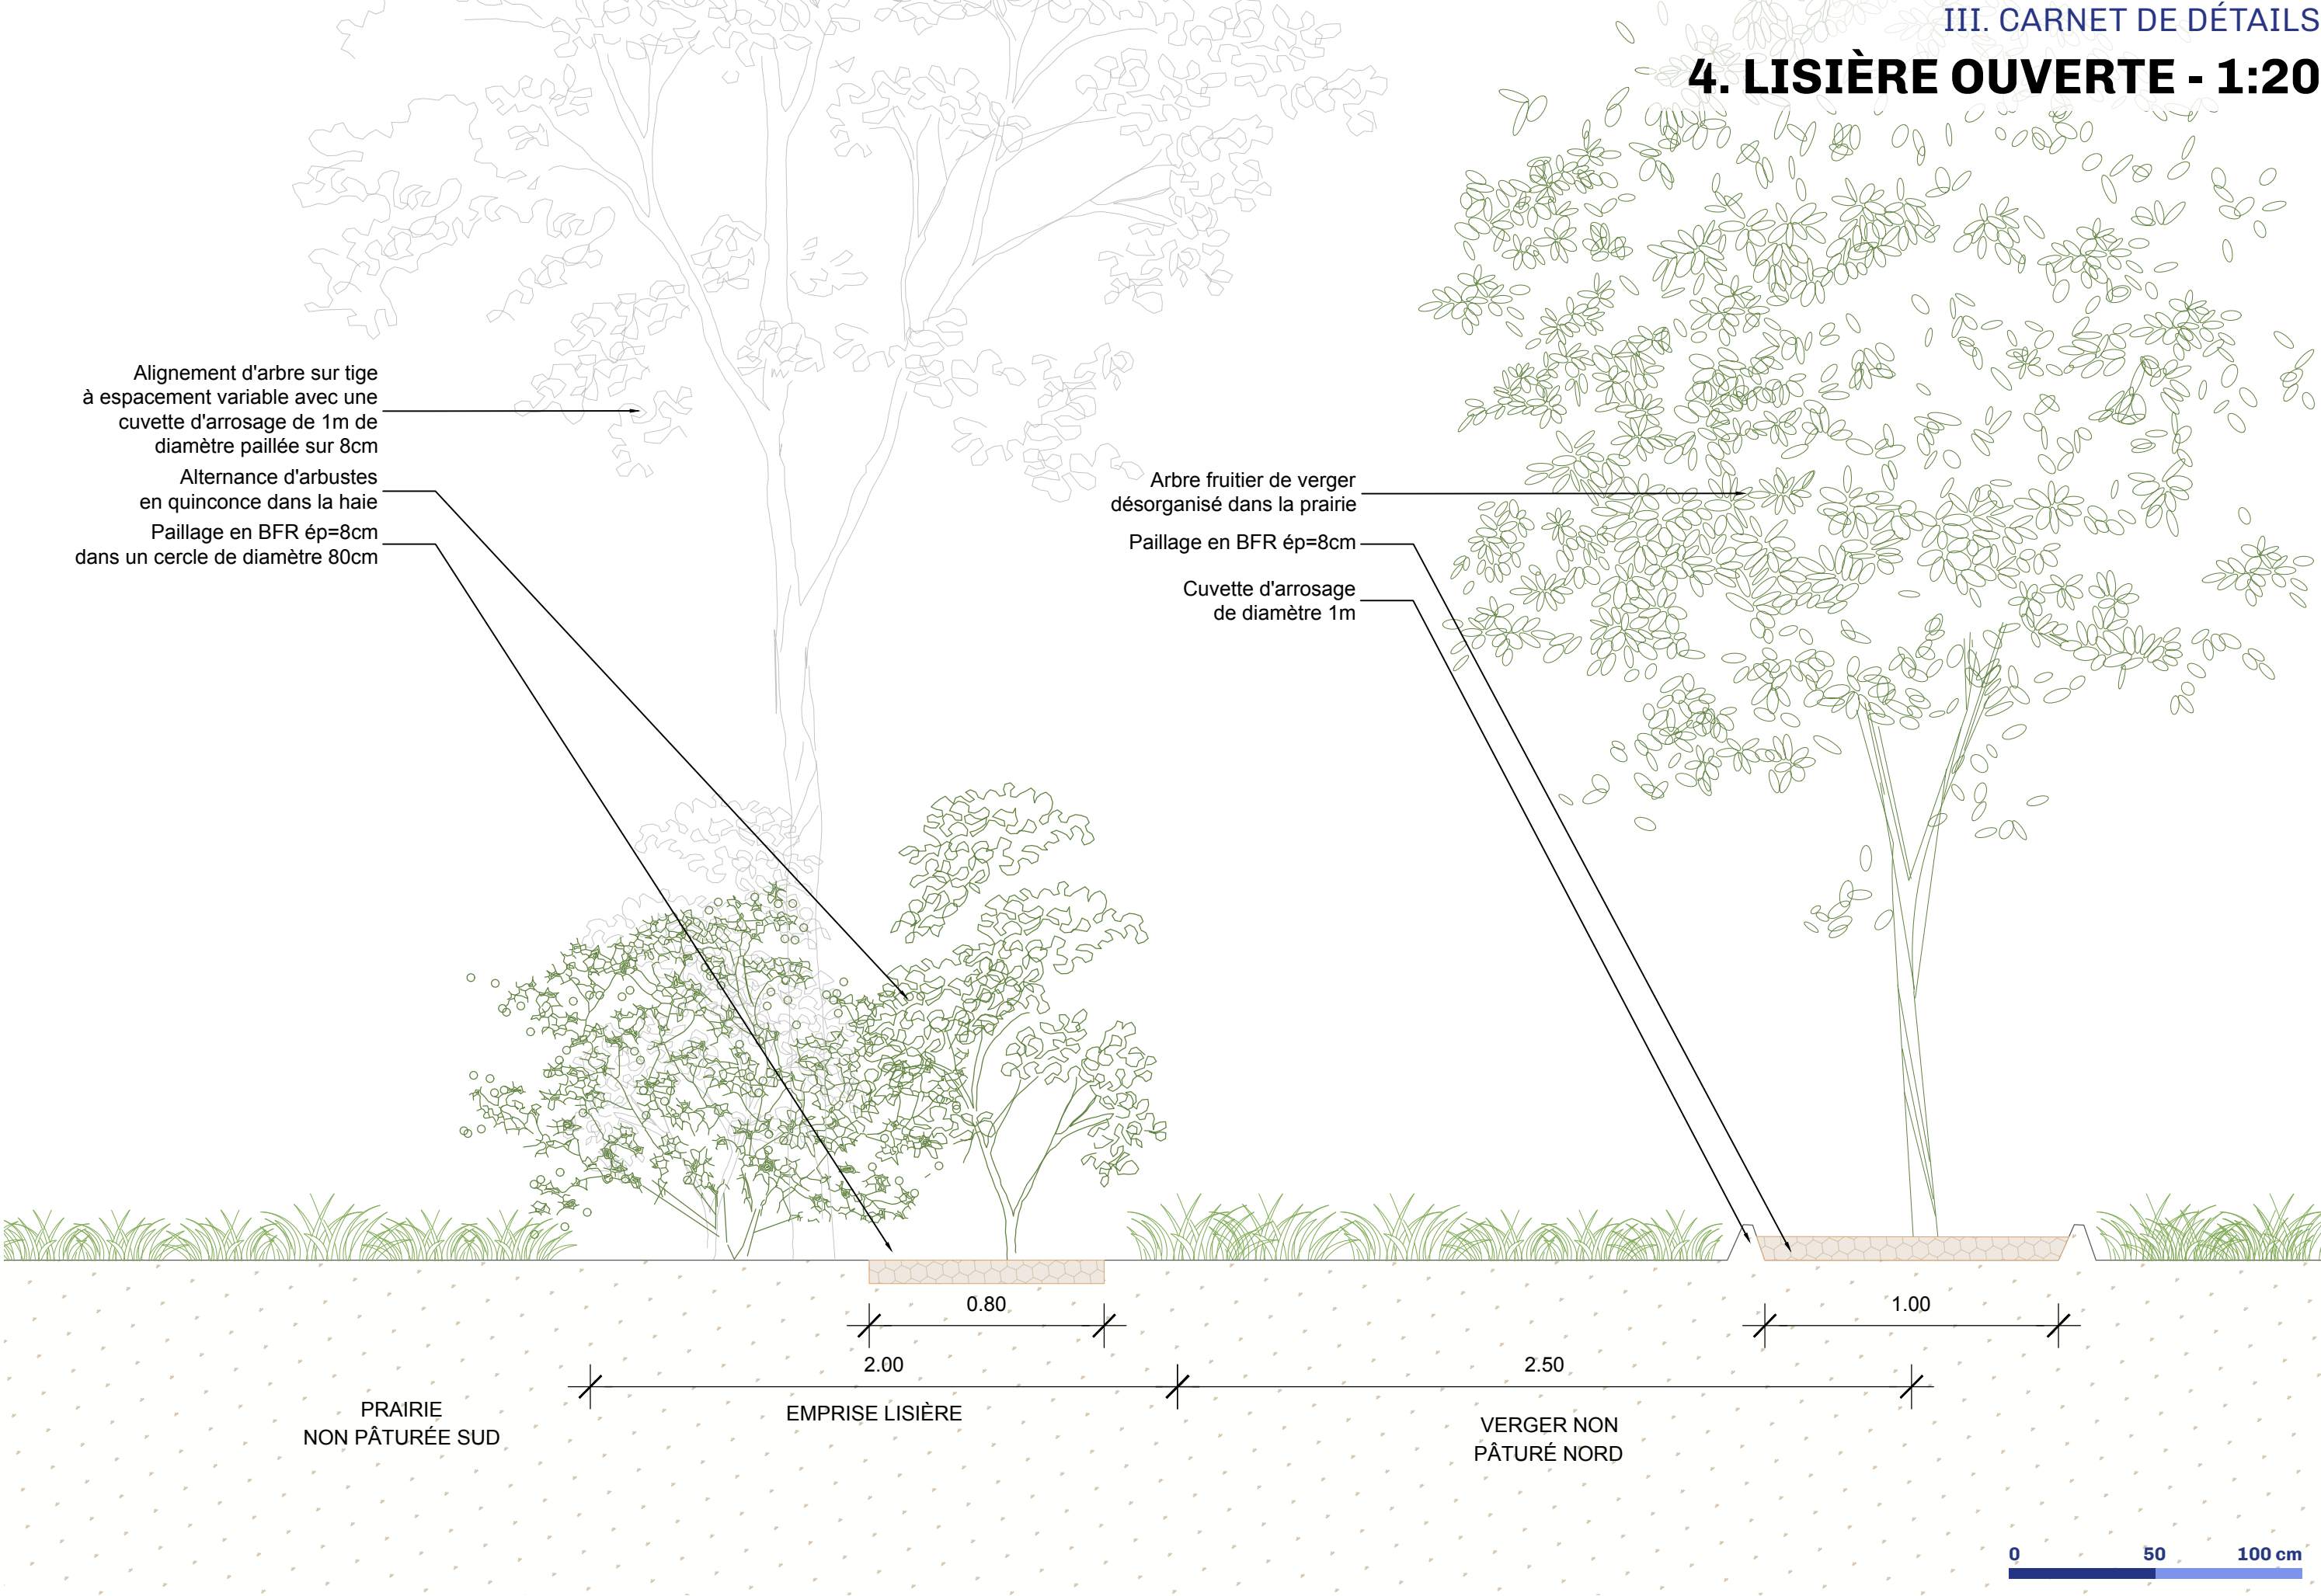 III. CARNET DE DÉTAILS
4. LISIÈRE OUVERTE - 1:20
Alignement d'arbre sur tige
à espacement variable avec une
cuvette d'arrosage de 1m de
diamètre paillée sur 8cm
Alternance d'arbustes
en quinconce dans la haie
Paillage en BFR ép=8cm
dans un cercle de diamètre 80cm
Arbre fruitier de verger
désorganisé dans la prairie
Paillage en BFR ép=8cm
Cuvette d'arrosage
de diamètre 1m
0.80
1.00
2.00
2.50
PRAIRIE
NON PÂTURÉE SUD
EMPRISE LISIÈRE
VERGER NON
PÂTURÉ NORD
0 50 100 cm